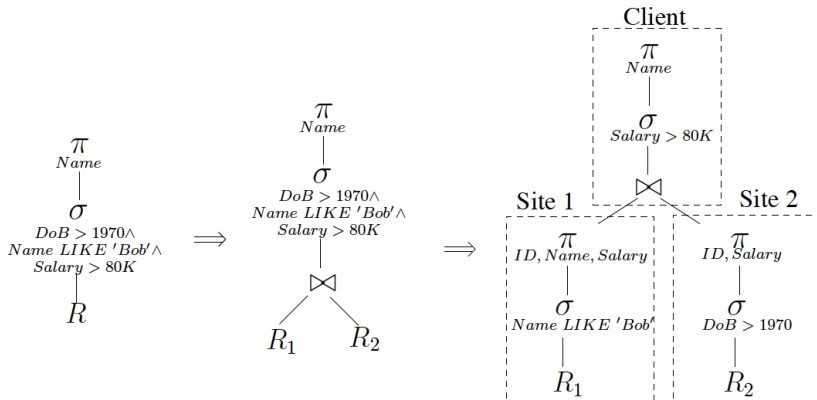 Client
π
Name
σ
Salary > 80K
⋈
Site 1
π
ID, Name, Salary
σ
Name LIKE 'Bob'
R1
Site 2
π
ID, Salary
σ
DoB > 1970
R2
π
Name
σ
DoB > 1970∧
Name LIKE 'Bob'∧
Salary > 80K
R
⟹
π
Name
σ
DoB > 1970∧
Name LIKE 'Bob'∧
Salary > 80K
⋈
R1
R2
⟹